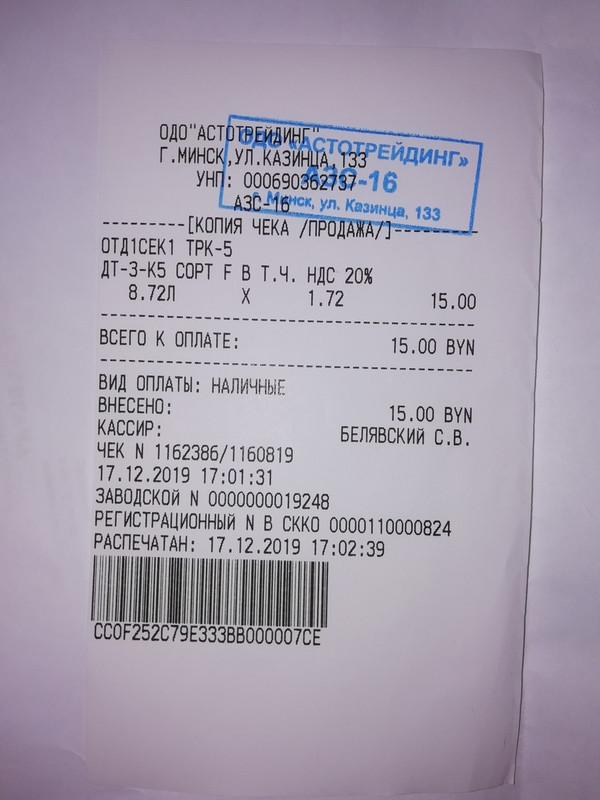 ОДО"АСТОТРЕЙДИНГ"
Г.МИНСК,УЛ.КАЗИНЦА,133
УНП: 000690362737
АЗС-16
ОДО «АСТОТРЕЙДИНГ»
АЗС-16
г. Минск, ул. Казинца, 133
----------[КОПИЯ ЧЕКА /ПРОДАЖА/]----------
ОТД1СЕК1 ТРК-5
ДТ-З-К5 СОРТ F В Т.Ч. НДС 20%
8.72Л X 1.72 15.00
ВСЕГО К ОПЛАТЕ: 15.00 BYN
ВИД ОПЛАТЫ: НАЛИЧНЫЕ
ВНЕСЕНО: 15.00 BYN
КАССИР: БЕЛЯВСКИЙ С.В.
ЧЕК N 1162386/1160819
17.12.2019 17:01:31
ЗАВОДСКОЙ N 0000000019248
РЕГИСТРАЦИОННЫЙ N В СККО 0000110000824
РАСПЕЧАТАН: 17.12.2019 17:02:39
CC0F252C79E333BB000007CE